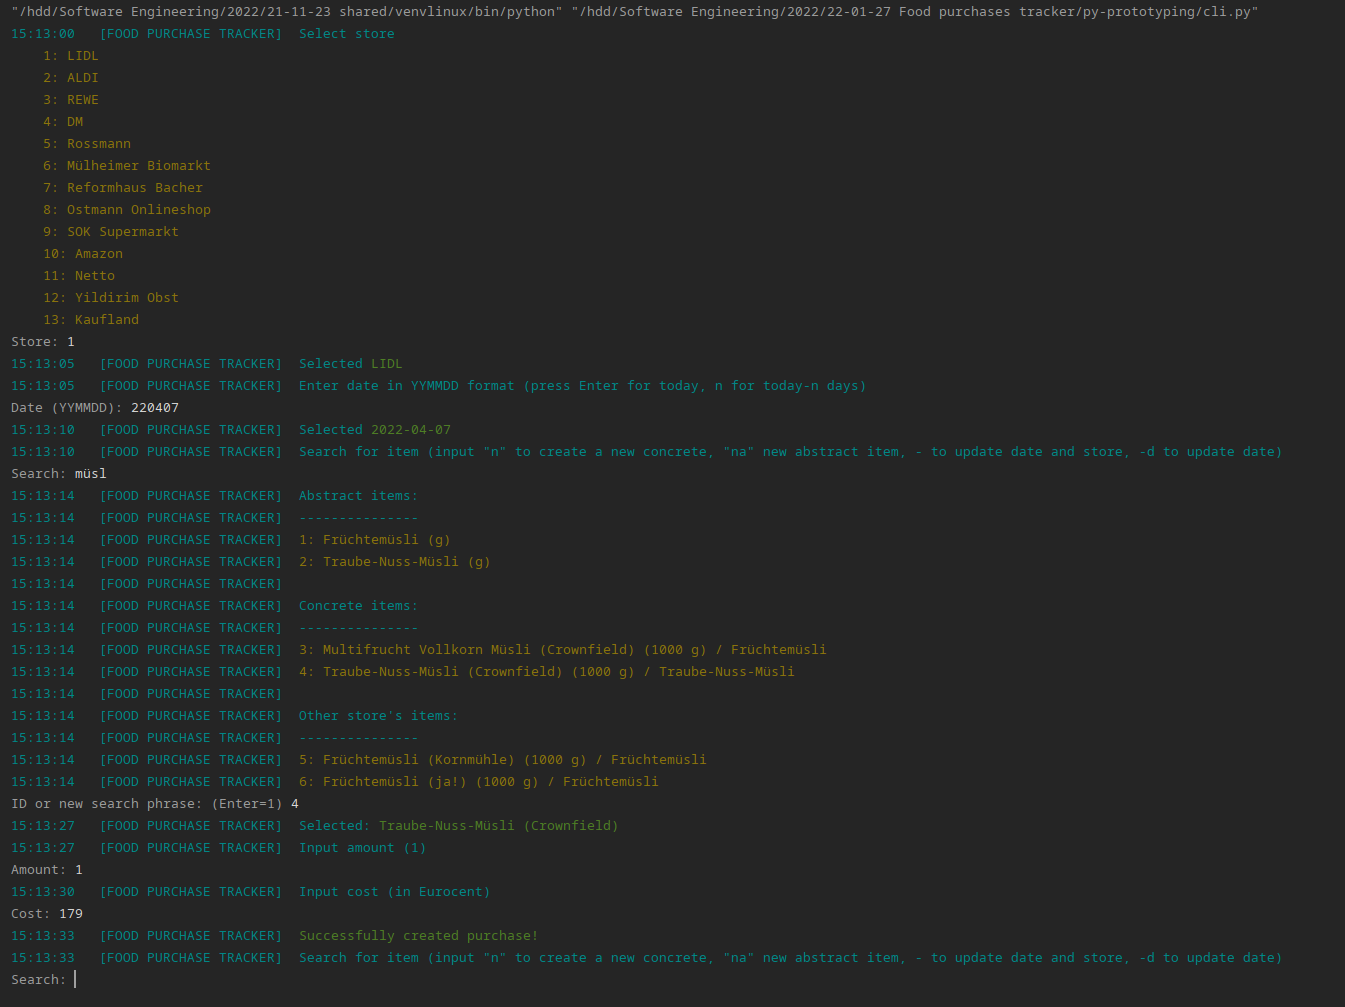 "/hdd/Software Engineering/2022/21-11-23 shared/venvlinux/bin/python" "/hdd/Software Engineering/2022/22-01-27 Food purchases tracker/py-prototyping/cli.py"
15:13:00 [FOOD PURCHASE TRACKER] Select store
1: LIDL
2: ALDI
3: REWE
4: DM
5: Rossmann
6: Mülheimer Biomarkt
7: Reformhaus Bacher
8: Ostmann Onlineshop
9: SOK Supermarkt
10: Amazon
11: Netto
12: Yildirim Obst
13: Kaufland
Store: 1
15:13:05 [FOOD PURCHASE TRACKER] Selected LIDL
15:13:05 [FOOD PURCHASE TRACKER] Enter date in YYMMDD format (press Enter for today, n for today-n days)
Date (YYMMDD): 220407
15:13:10 [FOOD PURCHASE TRACKER] Selected 2022-04-07
15:13:10 [FOOD PURCHASE TRACKER] Search for item (input "n" to create a new concrete, "na" new abstract item, - to update date and store, -d to update date)
Search: müsl
15:13:14 [FOOD PURCHASE TRACKER] Abstract items:
15:13:14 [FOOD PURCHASE TRACKER] ---------------
15:13:14 [FOOD PURCHASE TRACKER] 1: Früchtemüsli (g)
15:13:14 [FOOD PURCHASE TRACKER] 2: Traube-Nuss-Müsli (g)
15:13:14 [FOOD PURCHASE TRACKER]
15:13:14 [FOOD PURCHASE TRACKER] Concrete items:
15:13:14 [FOOD PURCHASE TRACKER] ---------------
15:13:14 [FOOD PURCHASE TRACKER] 3: Multifrucht Vollkorn Müsli (Crownfield) (1000 g) / Früchtemüsli
15:13:14 [FOOD PURCHASE TRACKER] 4: Traube-Nuss-Müsli (Crownfield) (1000 g) / Traube-Nuss-Müsli
15:13:14 [FOOD PURCHASE TRACKER]
15:13:14 [FOOD PURCHASE TRACKER] Other store's items:
15:13:14 [FOOD PURCHASE TRACKER] ---------------
15:13:14 [FOOD PURCHASE TRACKER] 5: Früchtemüsli (Kornmühle) (1000 g) / Früchtemüsli
15:13:14 [FOOD PURCHASE TRACKER] 6: Früchtemüsli (ja!) (1000 g) / Früchtemüsli
ID or new search phrase: (Enter=1) 4
15:13:27 [FOOD PURCHASE TRACKER] Selected: Traube-Nuss-Müsli (Crownfield)
15:13:27 [FOOD PURCHASE TRACKER] Input amount (1)
Amount: 1
15:13:30 [FOOD PURCHASE TRACKER] Input cost (in Eurocent)
Cost: 179
15:13:33 [FOOD PURCHASE TRACKER] Successfully created purchase!
15:13:33 [FOOD PURCHASE TRACKER] Search for item (input "n" to create a new concrete, "na" new abstract item, - to update date and store, -d to update date)
Search: